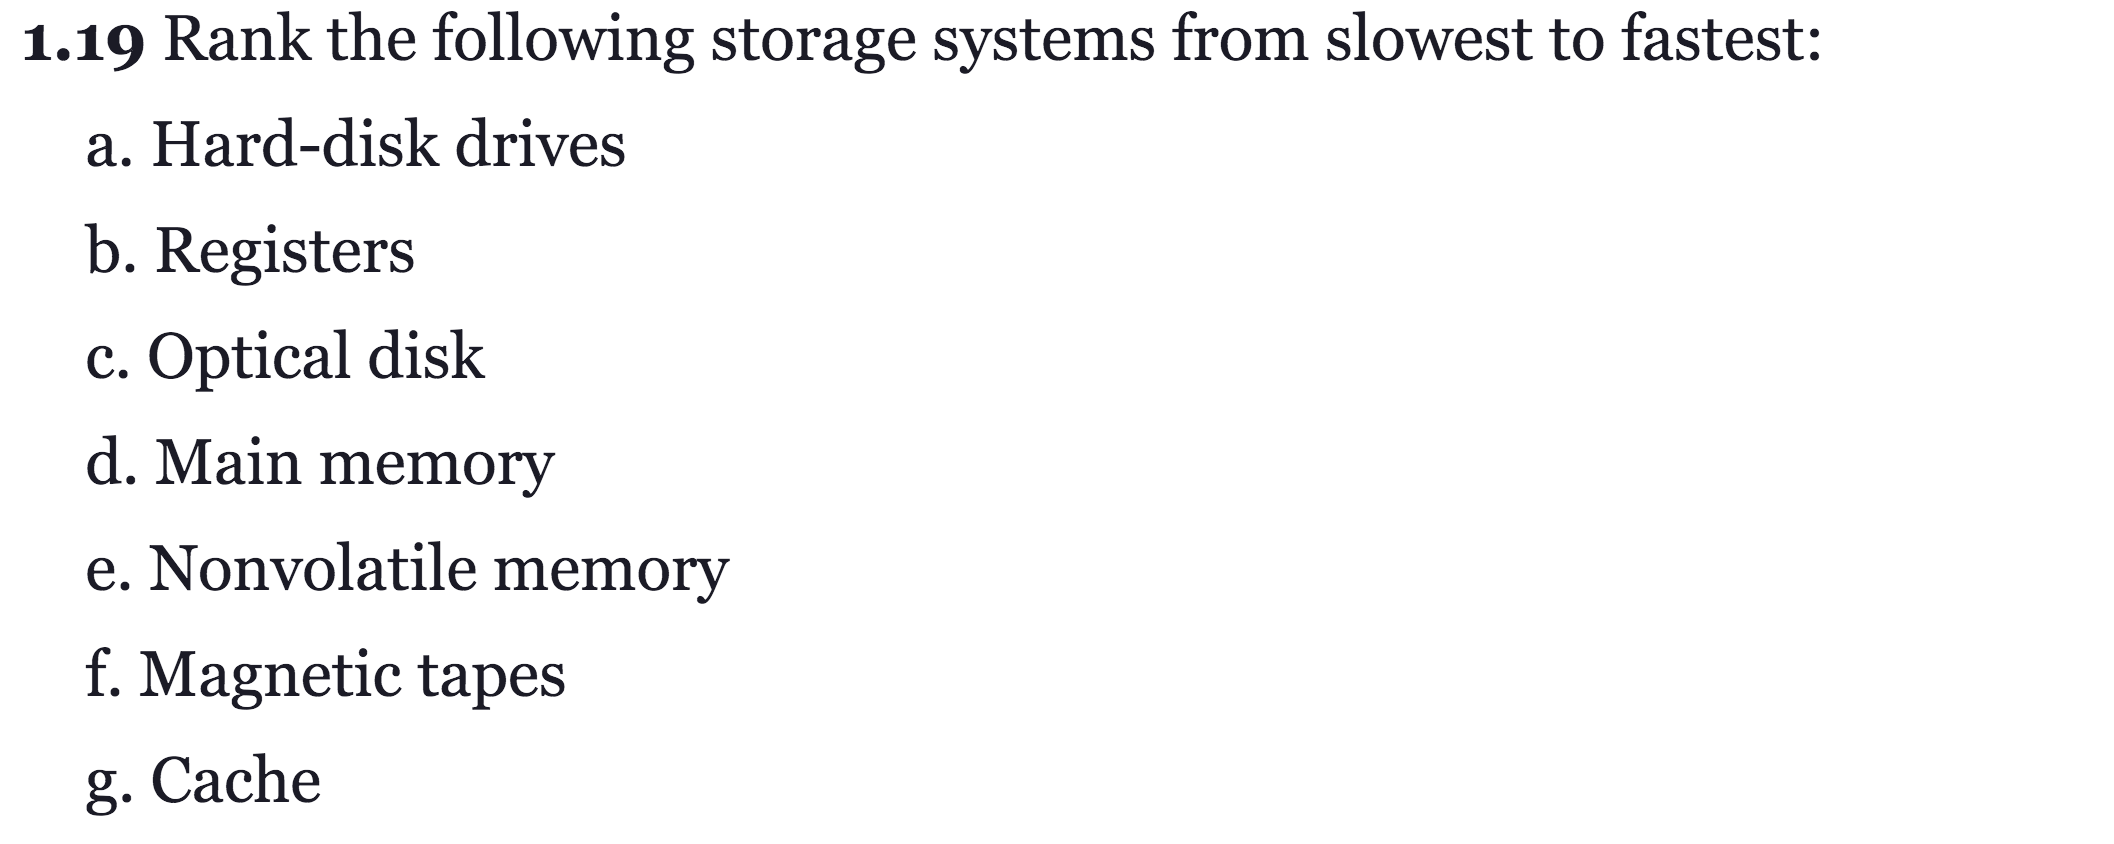 1.19 Rank the following storage systems from slowest to fastest:
a. Hard-disk drives
b. Registers
c. Optical disk
d. Main memory
e. Nonvolatile memory
f. Magnetic tapes
g. Cache